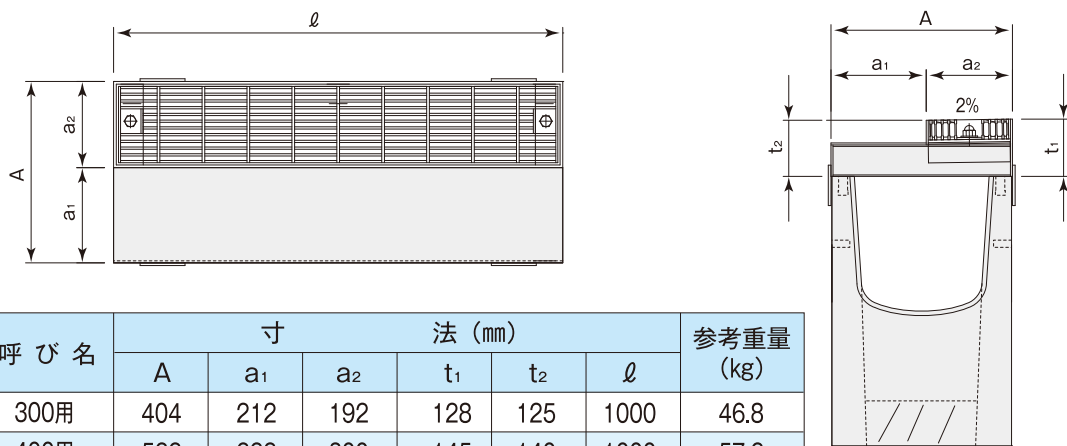 ℓ
A
a₂
a₁
A
a₁
a₂
2%
t₂
t₁
呼 び 名
寸 法 (㎜)
参考重量
(kg)
A a₁ a₂ t₁ t₂ ℓ
300用 404 212 192 128 125 1000 46.8